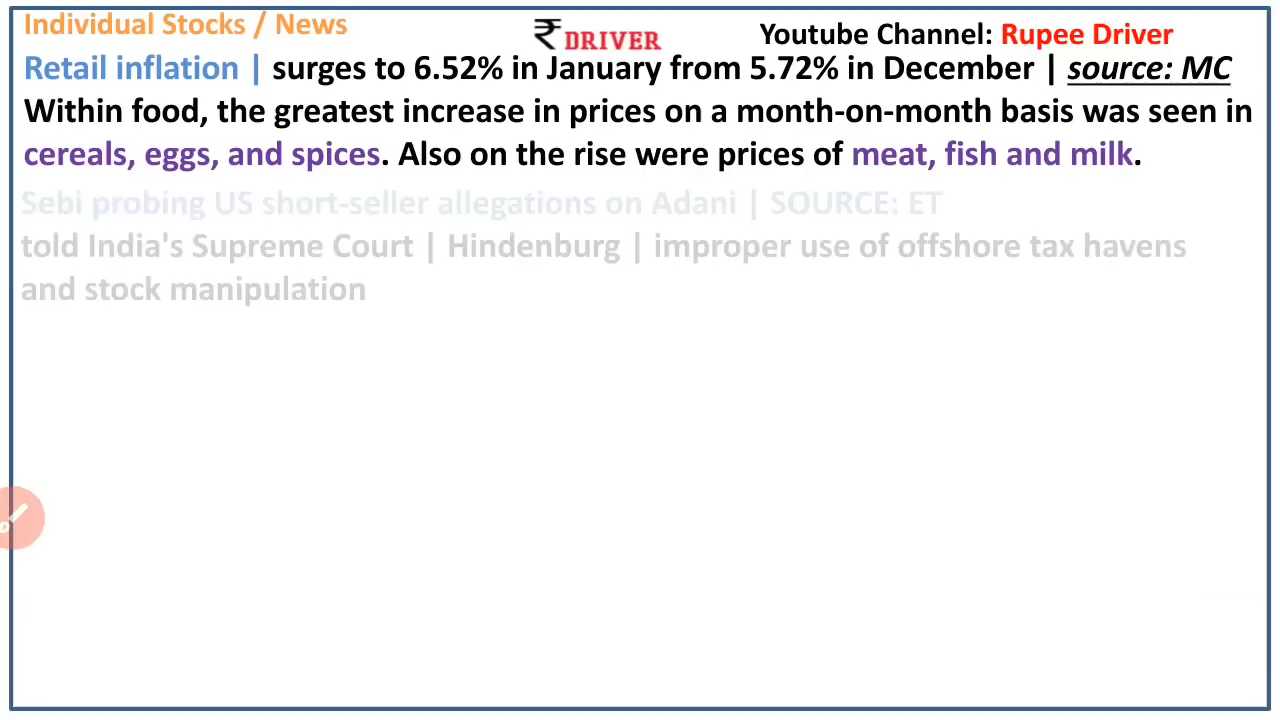 Individual Stocks / News
₹ DRIVER
Youtube Channel: Rupee Driver
Retail inflation | surges to 6.52% in January from 5.72% in December | source: MC
Within food, the greatest increase in prices on a month-on-month basis was seen in
cereals, eggs, and spices. Also on the rise were prices of meat, fish and milk.
Sebi probing US short-seller allegations on Adani | SOURCE: ET
told India's Supreme Court | Hindenburg | improper use of offshore tax havens
and stock manipulation